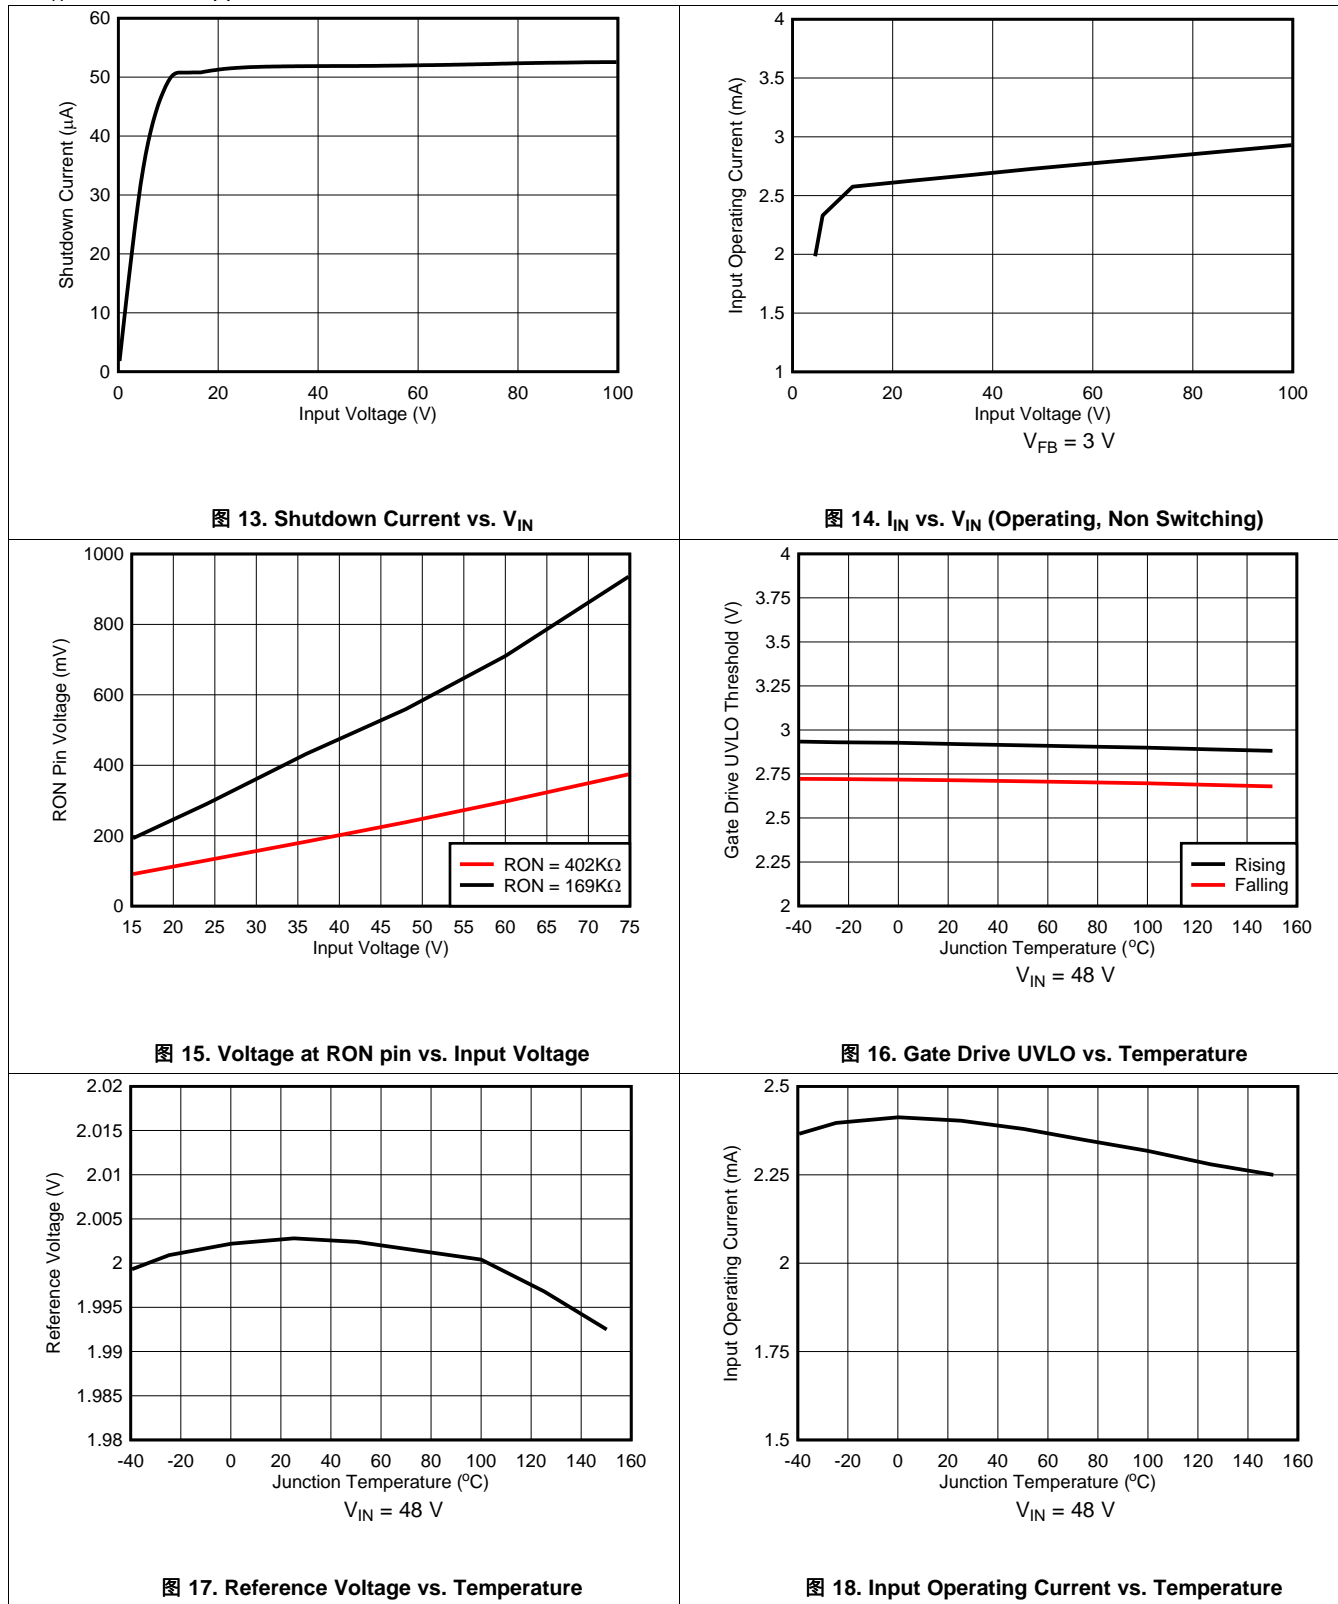 60
50
40
30
20
10
0
Shutdown Current (μA)
0 20 40 60 80 100
Input Voltage (V)
图 13. Shutdown Current vs. VIN
4
3.5
3
2.5
2
1.5
1
Input Operating Current (mA)
0 20 40 60 80 100
Input Voltage (V)
VFB = 3 V
图 14. IIN vs. VIN (Operating, Non Switching)
1000
800
600
400
200
0
RON Pin Voltage (mV)
RON = 402KΩ
RON = 169KΩ
15 20 25 30 35 40 45 50 55 60 65 70 75
Input Voltage (V)
图 15. Voltage at RON pin vs. Input Voltage
4
3.75
3.5
3.25
3
2.75
2.5
2.25
2
Gate Drive UVLO Threshold (V)
Rising
Falling
-40 -20 0 20 40 60 80 100 120 140 160
Junction Temperature (°C)
VIN = 48 V
图 16. Gate Drive UVLO vs. Temperature
2.02
2.015
2.01
2.005
2
1.995
1.99
1.985
1.98
Reference Voltage (V)
-40 -20 0 20 40 60 80 100 120 140 160
Junction Temperature (°C)
VIN = 48 V
图 17. Reference Voltage vs. Temperature
2.5
2.25
2
1.75
1.5
Input Operating Current (mA)
-40 -20 0 20 40 60 80 100 120 140 160
Junction Temperature (°C)
VIN = 48 V
图 18. Input Operating Current vs. Temperature